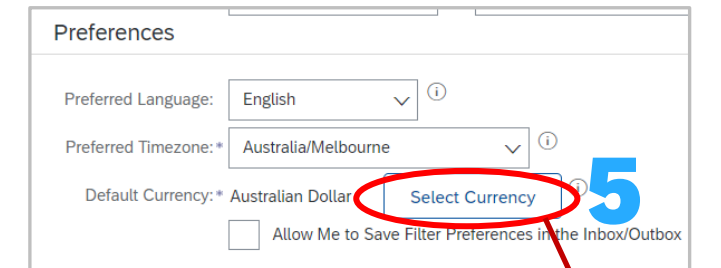 Preferences
Preferred Language: English
Preferred Timezone:* Australia/Melbourne
Default Currency:* Australian Dollar Select Currency 5
Allow Me to Save Filter Preferences in the Inbox/Outbox